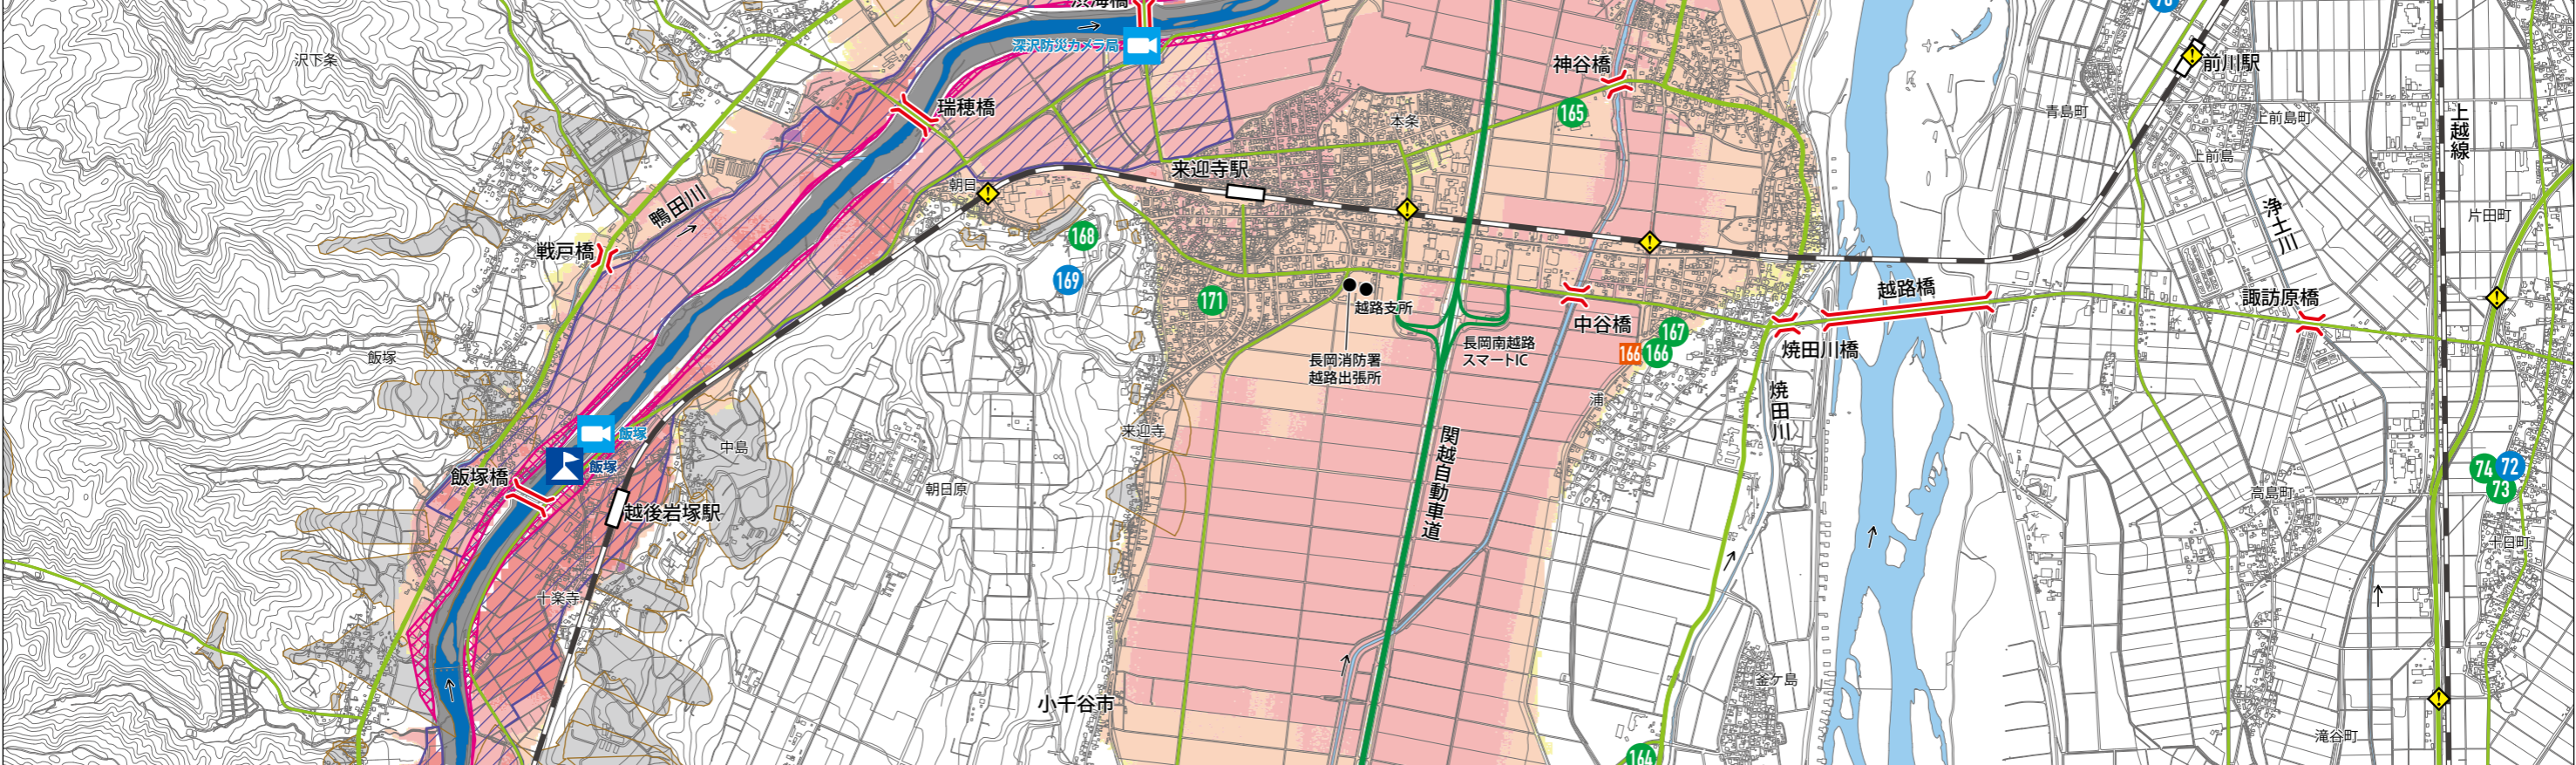 渋海橋
深沢防災カメラ局
沢下条
瑞穂橋
神谷橋
165
本条
前川駅
青島町
上前島町
上前島
上越線
来迎寺駅
朝日
鴨田川
戦戸橋
168
169
171
越路支所
長岡消防署
越路出張所
長岡南越路
スマートIC
中谷橋
167
166
166
越路橋
焼田川橋
焼田川
浄土川
片田町
諏訪原橋
飯塚
飯塚
飯塚
飯塚橋
中島
越後岩塚駅
朝日原
来迎寺
浦
関越自動車道
74
72
73
高島町
十日町
十楽寺
小千谷市
釜ケ島
164
滝谷町